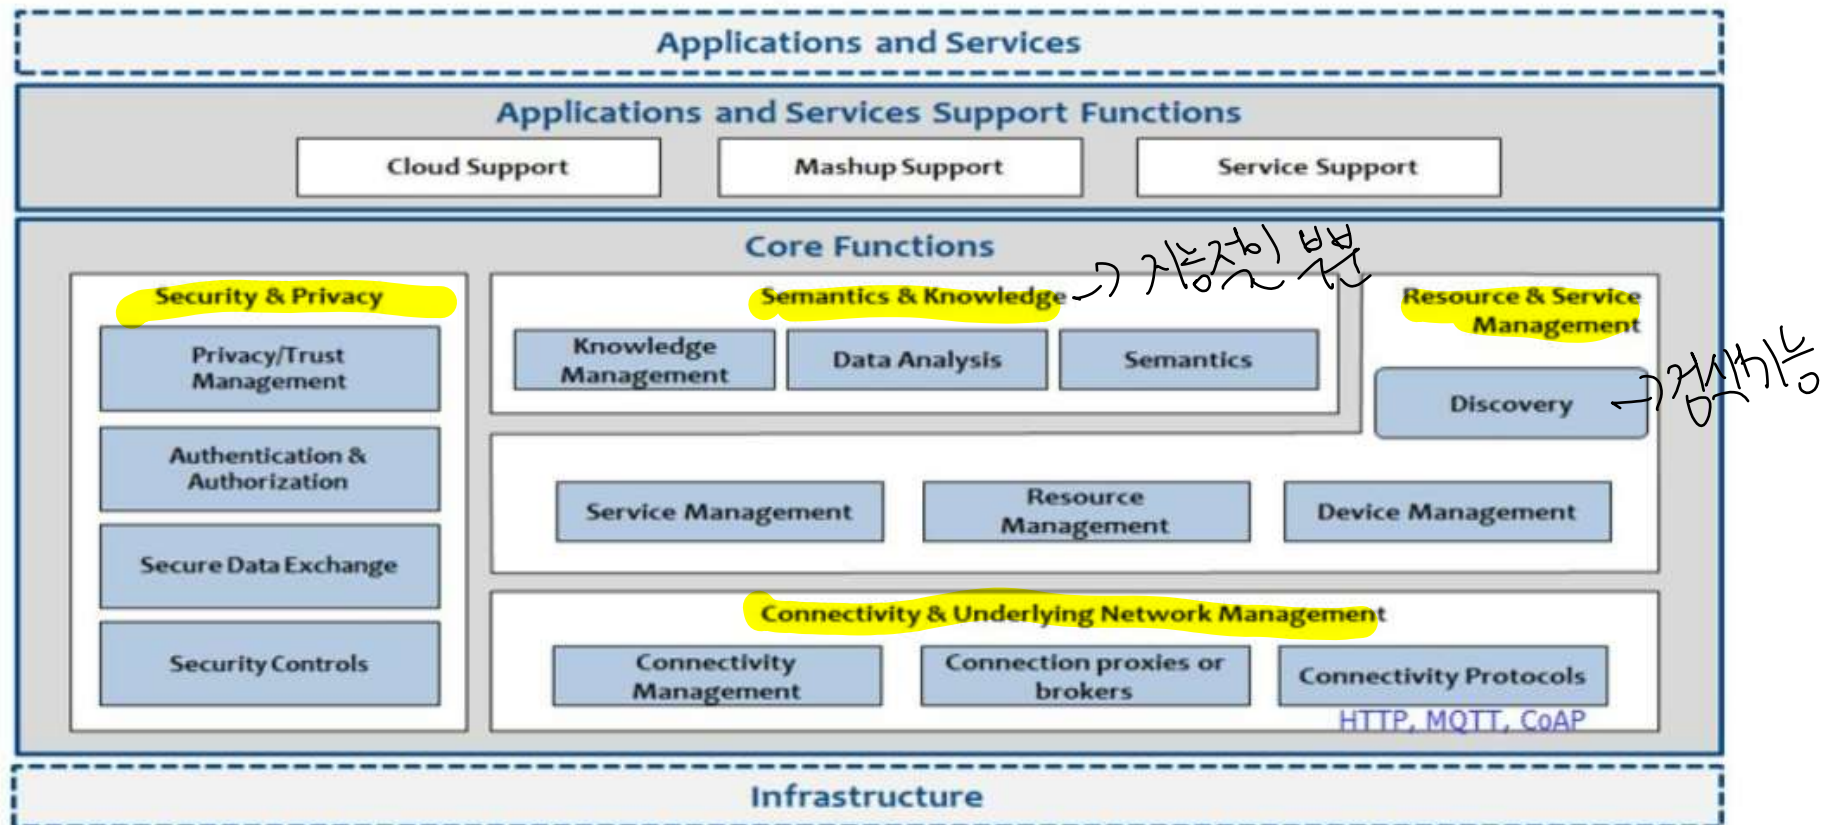 Applications and Services
Applications and Services Support Functions
Cloud Support
Mashup Support
Service Support
Core Functions
Security & Privacy
Privacy/Trust
Management
Authentication &
Authorization
Secure Data Exchange
Security Controls
Semantics & Knowledge → 지능적인 부분
Knowledge
Management
Data Analysis
Semantics
Resource & Service
Management
Discovery → 검색기능
Service Management
Resource
Management
Device Management
Connectivity & Underlying Network Management
Connectivity
Management
Connection proxies or
brokers
Connectivity Protocols
HTTP, MQTT, CoAP
Infrastructure